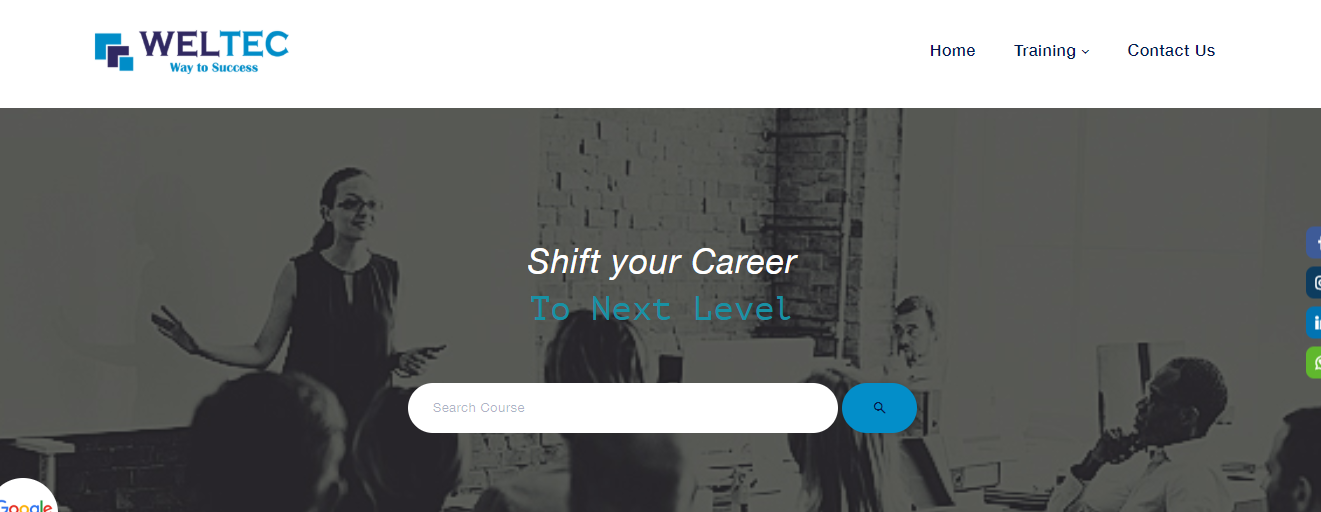 WELTEC
Way to Success
Home
Training
Contact Us
Shift your Career
To Next Level
Search Course
Google